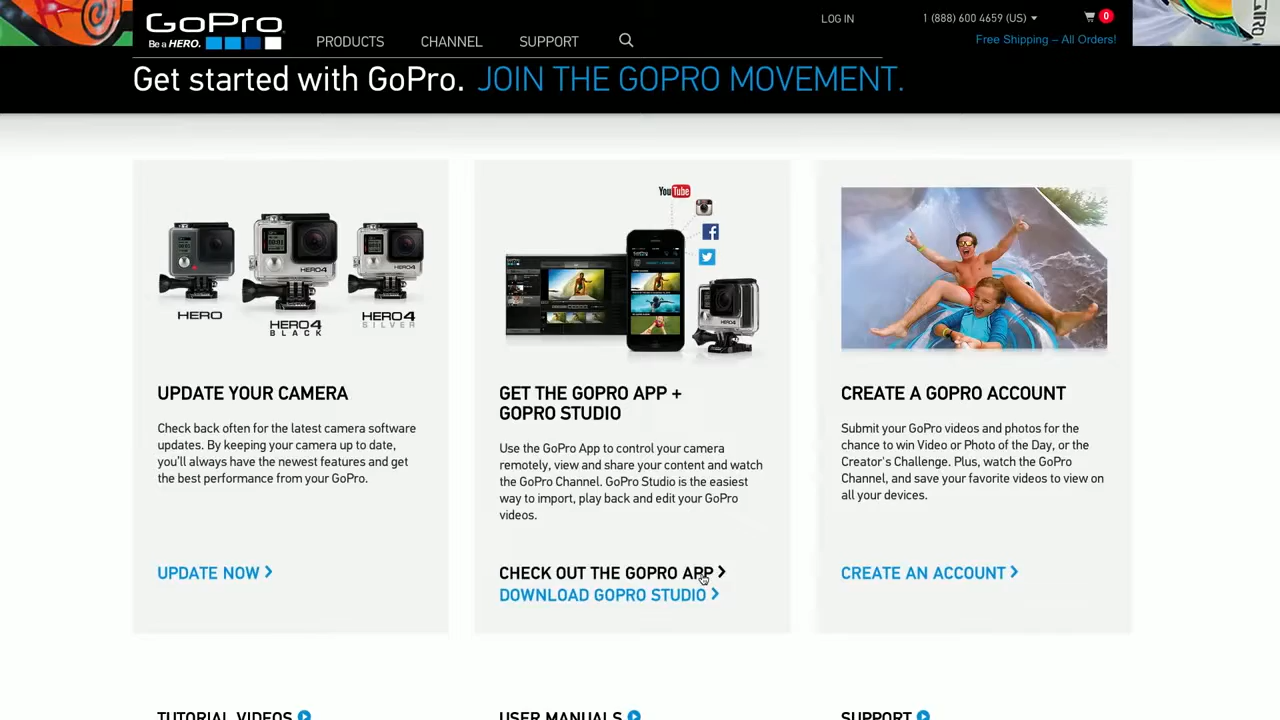 GoPro
Be a HERO.
PRODUCTS
CHANNEL
SUPPORT
LOG IN
1 (888) 600 4659 (US)
0
Free Shipping – All Orders!
Get started with GoPro. JOIN THE GOPRO MOVEMENT.
HERO
HERO4
BLACK
HERO4
SILVER
HERO4
HERO4
UPDATE YOUR CAMERA
Check back often for the latest camera software
updates. By keeping your camera up to date,
you'll always have the newest features and get
the best performance from your GoPro.
UPDATE NOW
YouTube
HERO4
GET THE GOPRO APP +
GOPRO STUDIO
Use the GoPro App to control your camera
remotely, view and share your content and watch
the GoPro Channel. GoPro Studio is the easiest
way to import, play back and edit your GoPro
videos.
CHECK OUT THE GOPRO APP
DOWNLOAD GOPRO STUDIO
CREATE A GOPRO ACCOUNT
Submit your GoPro videos and photos for the
chance to win Video or Photo of the Day, or the
Creator's Challenge. Plus, watch the GoPro
Channel, and save your favorite videos to view on
all your devices.
CREATE AN ACCOUNT
TUTORIAL VIDEOS
USER MANUALS
SUPPORT